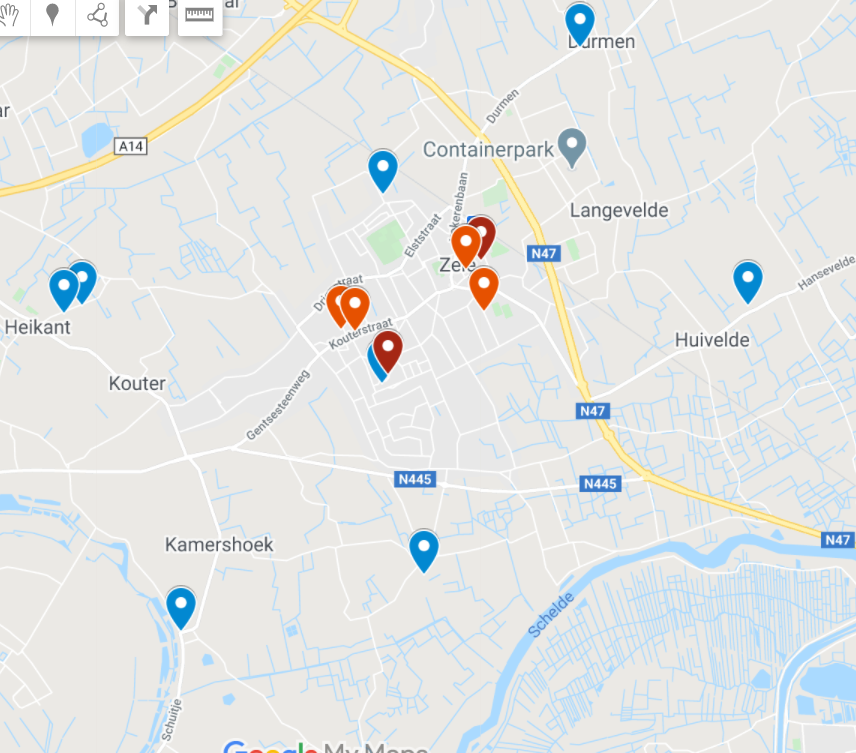 Durmen
Durmen
A14
Containerpark
Langevelde
Elststraat
N47
Zele
Hansevelde
Heikant
Kouterstraat
Huivelde
Kouter
Gentsesteenweg
N47
N445
N445
N47
Kamershoek
Schelde
Schuitje
Google My Maps